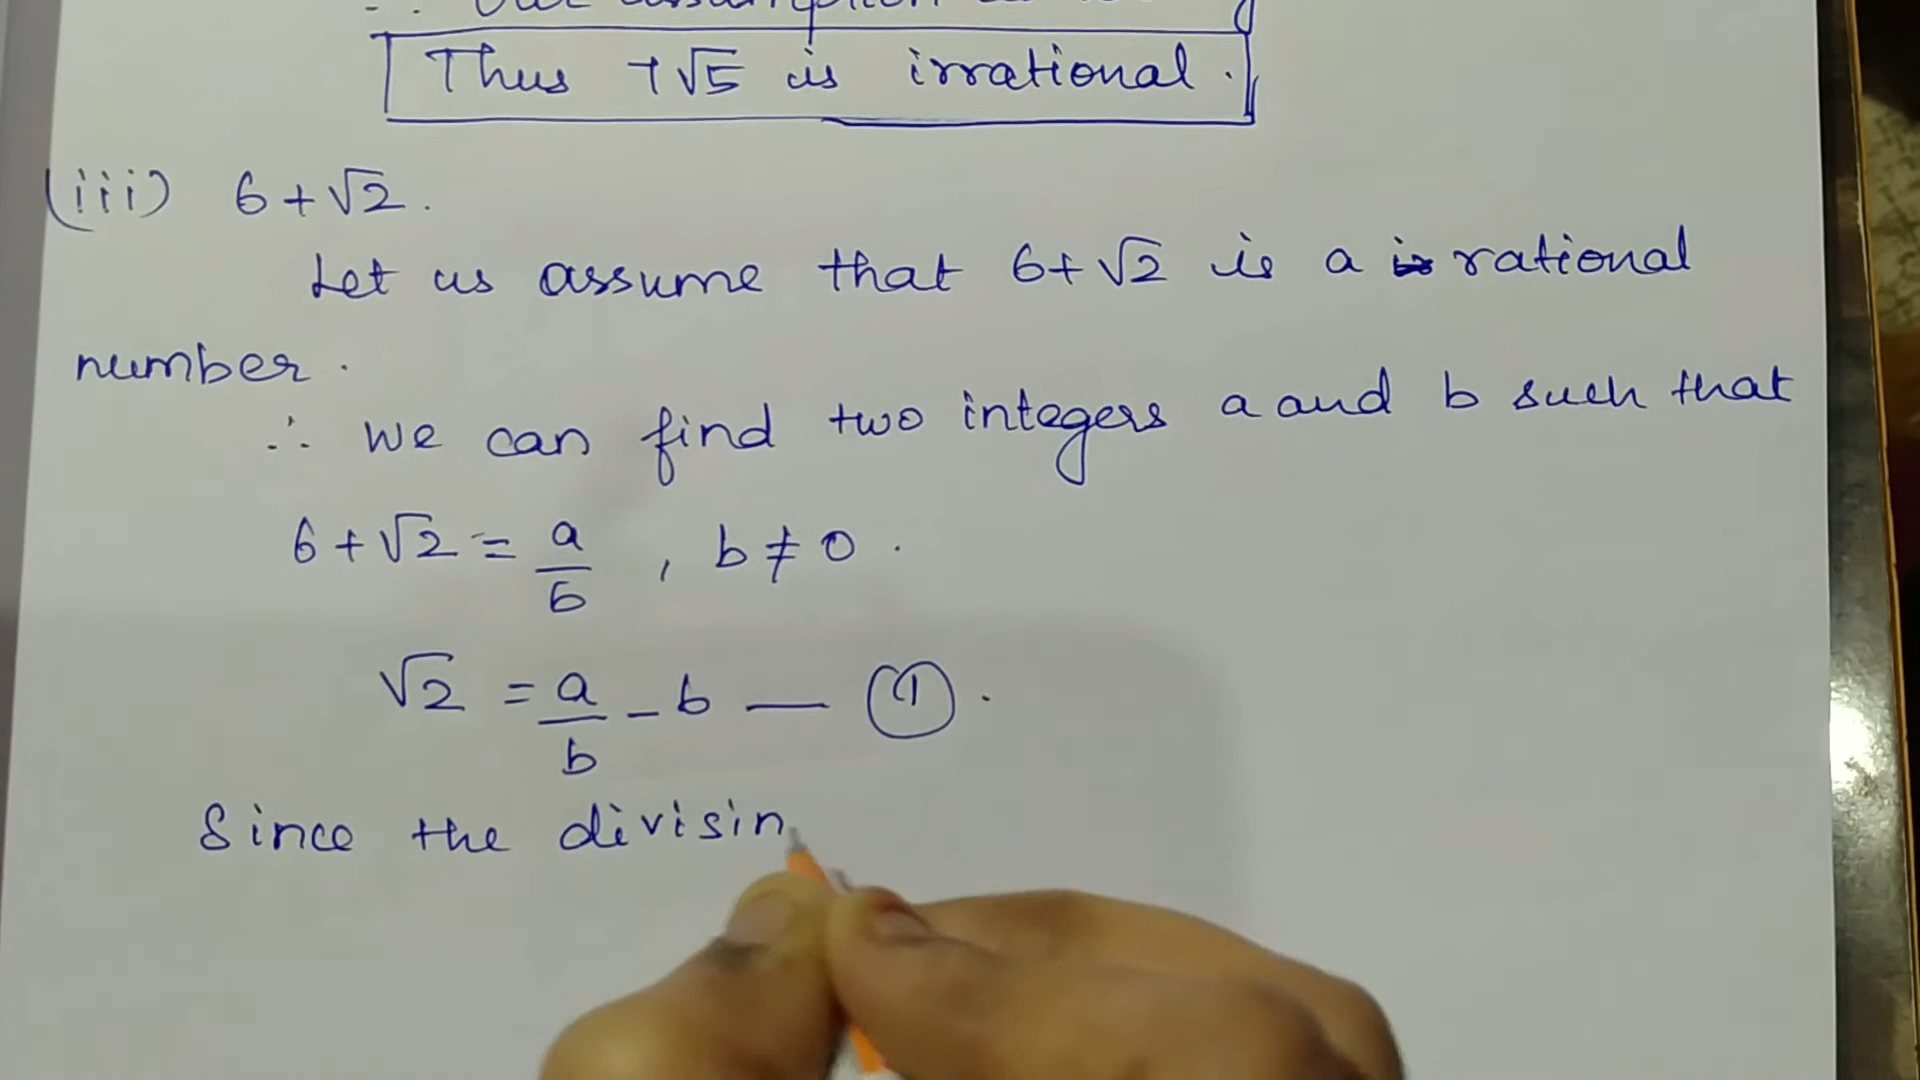 Thus 7√5 is irrational.
(iii) 6+√2.
Let us assume that 6+√2 is a rational
number.
∴ we can find two integers a and b such that
6+√2 = a/b , b≠0.
√2 = a/b - b — ①.
Since the divisin